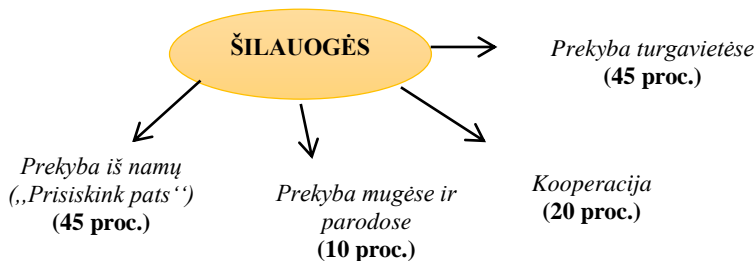 ŠILAUOGĖS
Prekyba turgavietėse
(45 proc.)
Prekyba iš namų
(,,Prisiskink pats‘‘)
(45 proc.)
Prekyba mugėse ir
parodose
(10 proc.)
Kooperacija
(20 proc.)